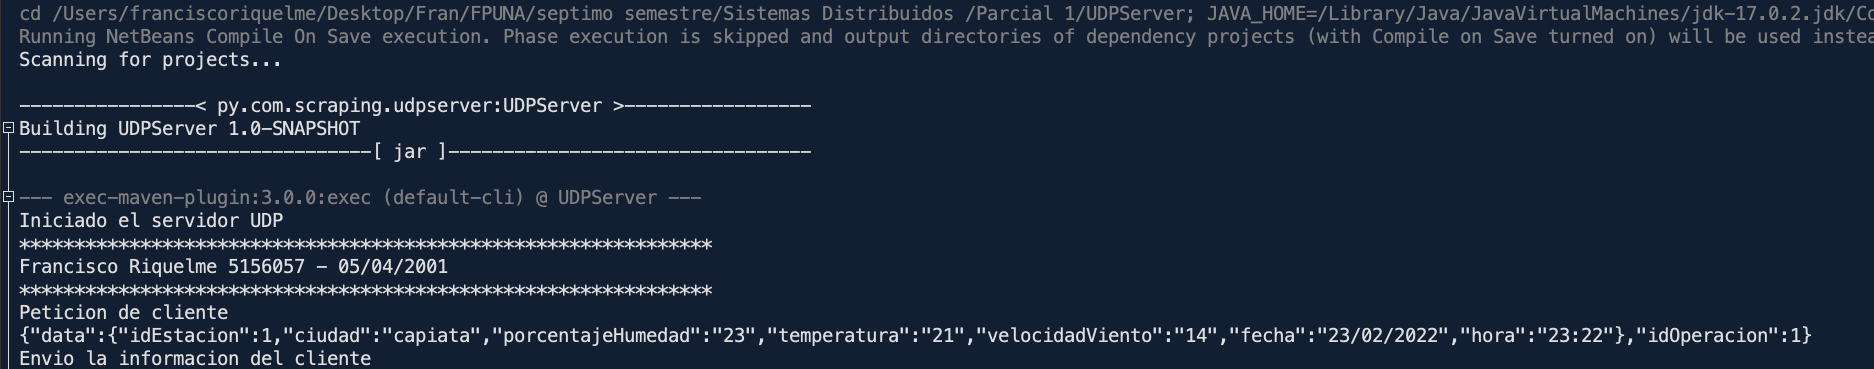 cd /Users/franciscoriquelme/Desktop/Fran/FPUNA/septimo semestre/Sistemas Distribuidos /Parcial 1/UDPServer; JAVA_HOME=/Library/Java/JavaVirtualMachines/jdk-17.0.2.jdk/Co
Running NetBeans Compile On Save execution. Phase execution is skipped and output directories of dependency projects (with Compile on Save turned on) will be used instea
Scanning for projects...
----------------< py.com.scraping.udpserver:UDPServer >-----------------
Building UDPServer 1.0-SNAPSHOT
--------------------------------[ jar ]---------------------------------
--- exec-maven-plugin:3.0.0:exec (default-cli) @ UDPServer ---
Iniciado el servidor UDP
***************************************************************
Francisco Riquelme 5156057 - 05/04/2001
***************************************************************
Peticion de cliente
{"data":{"idEstacion":1,"ciudad":"capiata","porcentajeHumedad":"23","temperatura":"21","velocidadViento":"14","fecha":"23/02/2022","hora":"23:22"},"idOperacion":1}
Envio la informacion del cliente